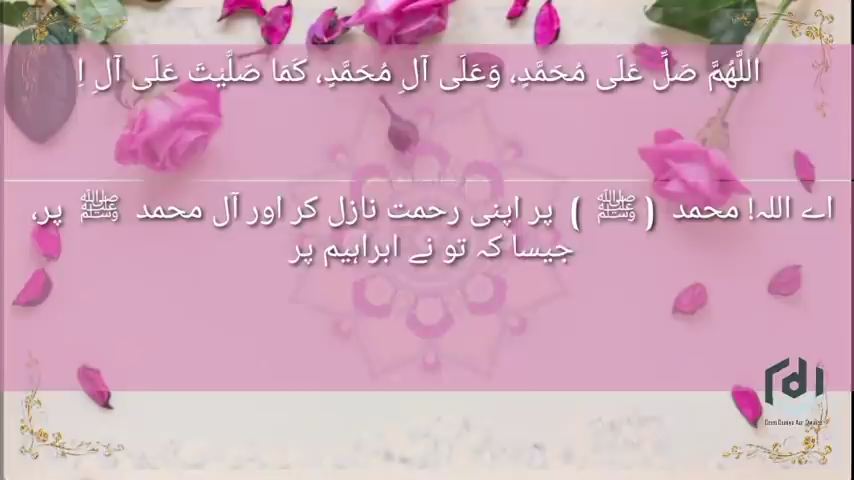 اللَّهُمَّ صَلِّ عَلَى مُحَمَّدٍ، وَعَلَى آلِ مُحَمَّدٍ، كَمَا صَلَّيْتَ عَلَى آلِ اِ
اے اللہ! محمد (ﷺ) پر اپنی رحمت نازل کر اور آل محمد ﷺ پر،
جیسا کہ تو نے ابراہیم پر